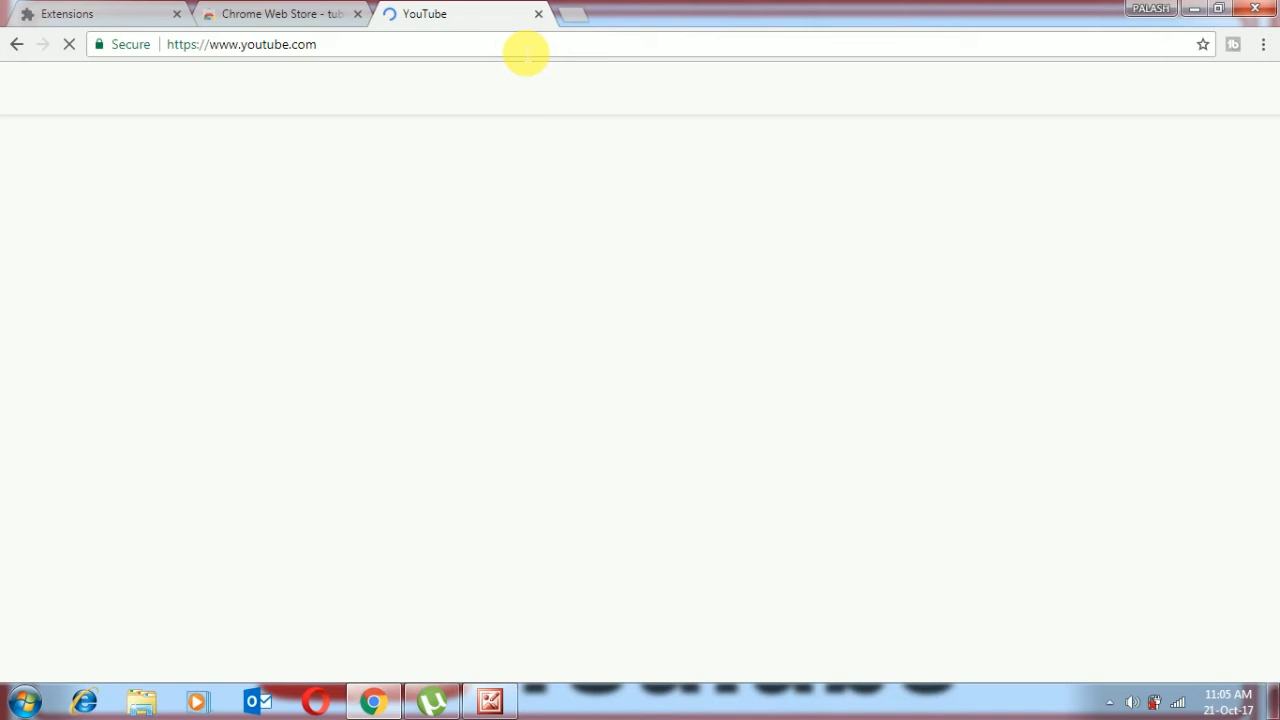 Extensions
Chrome Web Store - tub
YouTube
PALASH
Secure
https://www.youtube.com
11:05 AM
21-Oct-17